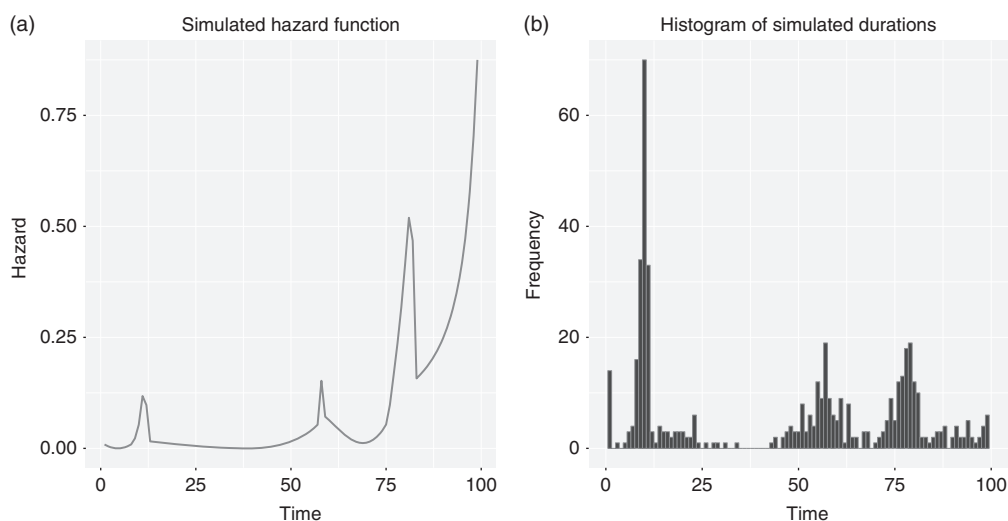 (a)
Simulated hazard function
0.75
0.50
0.25
0.00
Hazard
0
25
50
75
100
Time
(b)
Histogram of simulated durations
60
40
20
0
Frequency
0
25
50
75
100
Time